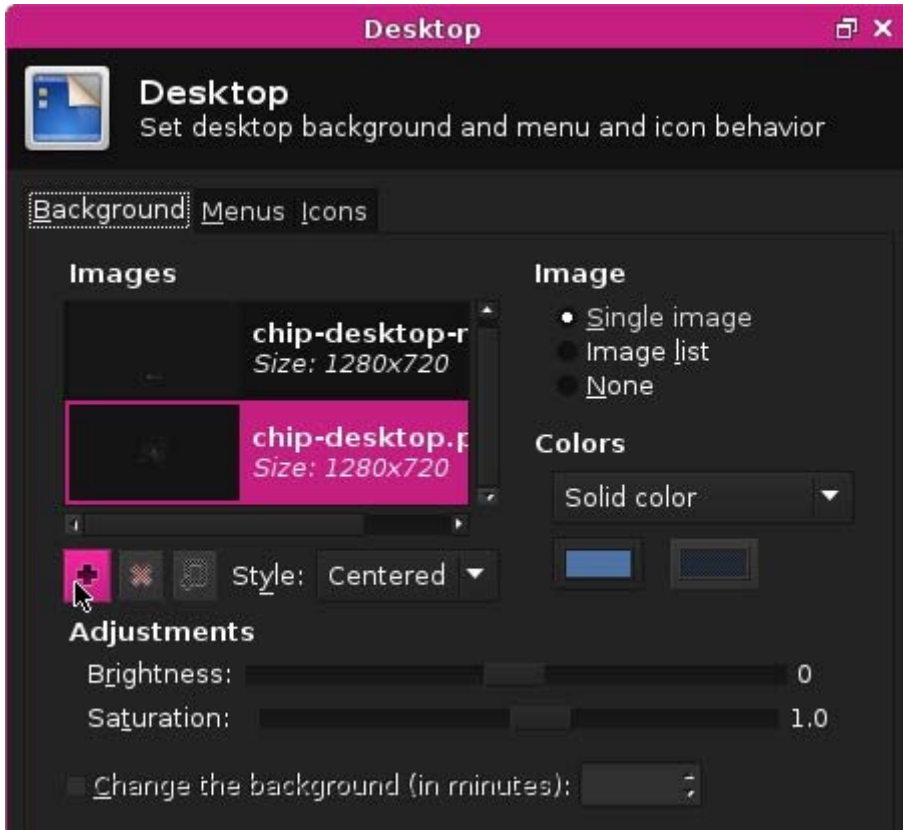 Desktop
Desktop
Set desktop background and menu and icon behavior
Background Menus Icons
Images
chip-desktop-r
Size: 1280x720
chip-desktop.p
Size: 1280x720
Style: Centered
Image
Single image
Image list
None
Colors
Solid color
Adjustments
Brightness: 0
Saturation: 1.0
Change the background (in minutes):